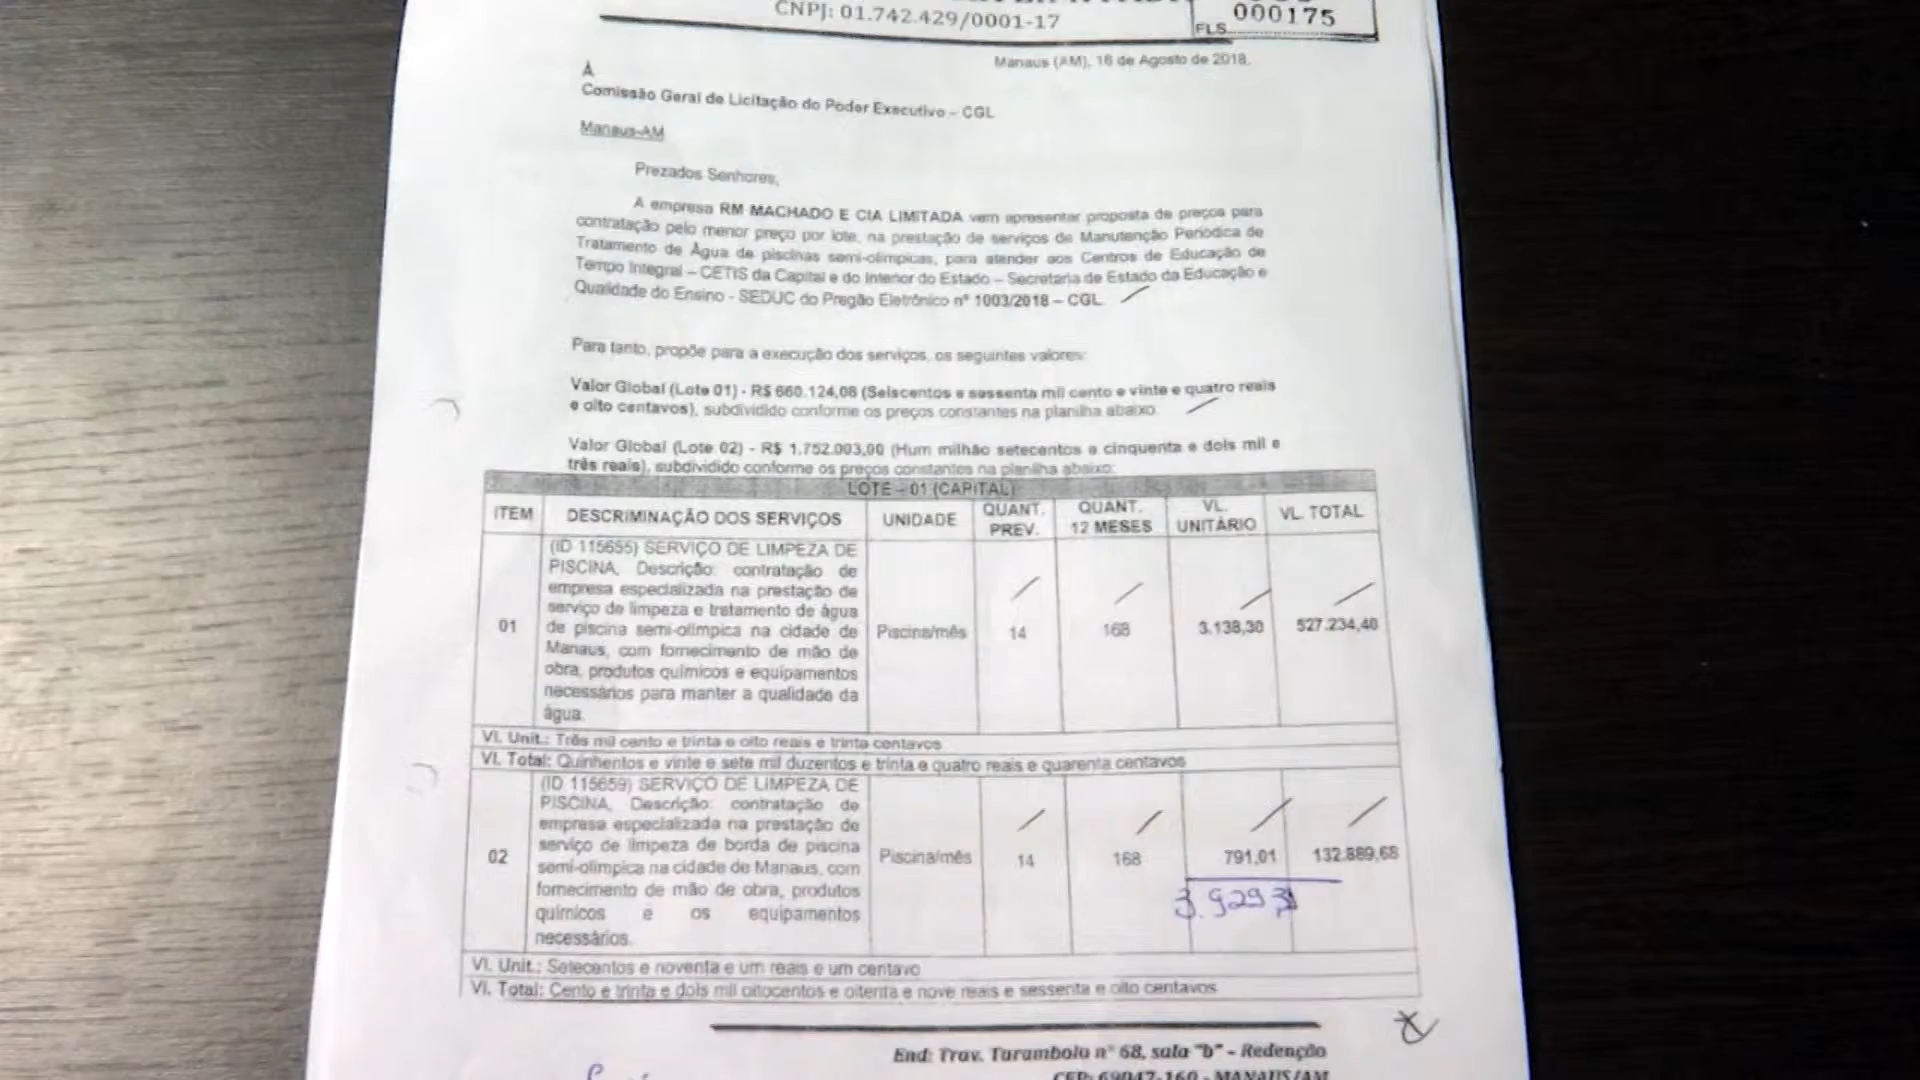 CNPJ: 01.742.429/0001-17
000175
FLS.
Manaus (AM), 16 de Agosto de 2018.
À
Comissão Geral de Licitação do Poder Executivo – CGL
Manaus-AM
Prezados Senhores,
A empresa RM MACHADO E CIA LIMITADA vem apresentar proposta de preços para
contratação pelo menor preço por lote, na prestação de serviços de Manutenção Periódica de
Tratamento de Água de piscinas semi-olímpicas, para atender aos Centros de Educação de
Tempo Integral – CETIS da Capital e do Interior do Estado – Secretaria de Estado da Educação e
Qualidade do Ensino - SEDUC do Pregão Eletrônico nº 1003/2018 – CGL
Para tanto, propõe para a execução dos serviços, os seguintes valores:
Valor Global (Lote 01) - R$ 660.124,08 (Seiscentos e sessenta mil cento e vinte e quatro reais
e oito centavos), subdividido conforme os preços constantes na planilha abaixo.
Valor Global (Lote 02) - R$ 1.752.003,00 (Hum milhão setecentos e cinquenta e dois mil e
três reais), subdividido conforme os preços constantes na planilha abaixo:
LOTE – 01 (CAPITAL)
ITEM DESCRIMINAÇÃO DOS SERVIÇOS UNIDADE QUANT. PREV. QUANT. 12 MESES VL. UNITÁRIO VL. TOTAL
(ID 115655) SERVIÇO DE LIMPEZA DE
PISCINA, Descrição: contratação de
empresa especializada na prestação de
serviço de limpeza e tratamento de água
01 de piscina semi-olímpica na cidade de Piscina/mês 14 168 3.138,30 527.234,40
Manaus, com fornecimento de mão de
obra, produtos químicos e equipamentos
necessários para manter a qualidade da
água.
Vl. Unit.: Três mil cento e trinta e oito reais e trinta centavos
Vl. Total: Quinhentos e vinte e sete mil duzentos e trinta e quatro reais e quarenta centavos
(ID 115659) SERVIÇO DE LIMPEZA DE
PISCINA, Descrição: contratação de
empresa especializada na prestação de
serviço de limpeza de borda de piscina
02 semi-olímpica na cidade de Manaus, com Piscina/mês 14 168 791,01 132.889,68
fornecimento de mão de obra, produtos
químicos e os equipamentos
necessários.
3.929 31
Vl. Unit.: Setecentos e noventa e um reais e um centavo
Vl. Total: Cento e trinta e dois mil oitocentos e oitenta e nove reais e sessenta e oito centavos
End: Trav. Tarambola nº 68, sala "b" – Redenção
CEP: 69047-160 - MANAUS/AM